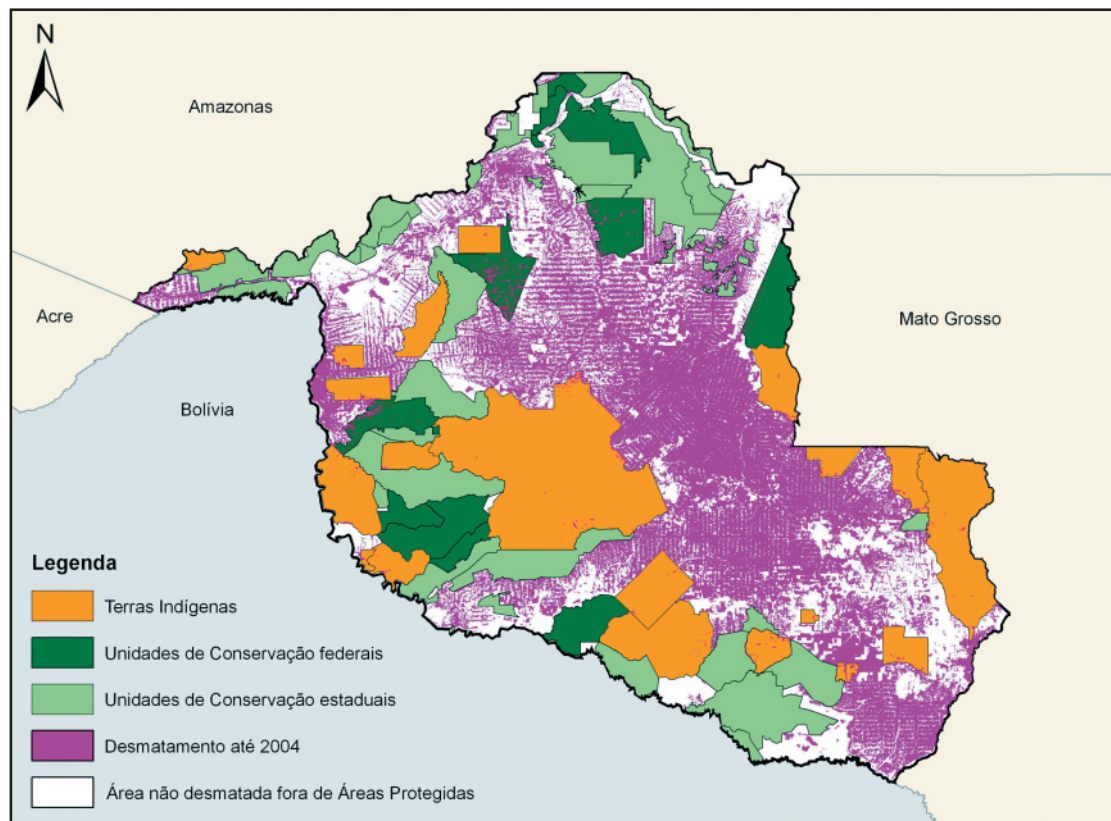 N
Amazonas
Acre
Mato Grosso
Bolívia
Legenda
Terras Indígenas
Unidades de Conservação federais
Unidades de Conservação estaduais
Desmatamento até 2004
Área não desmatada fora de Áreas Protegidas